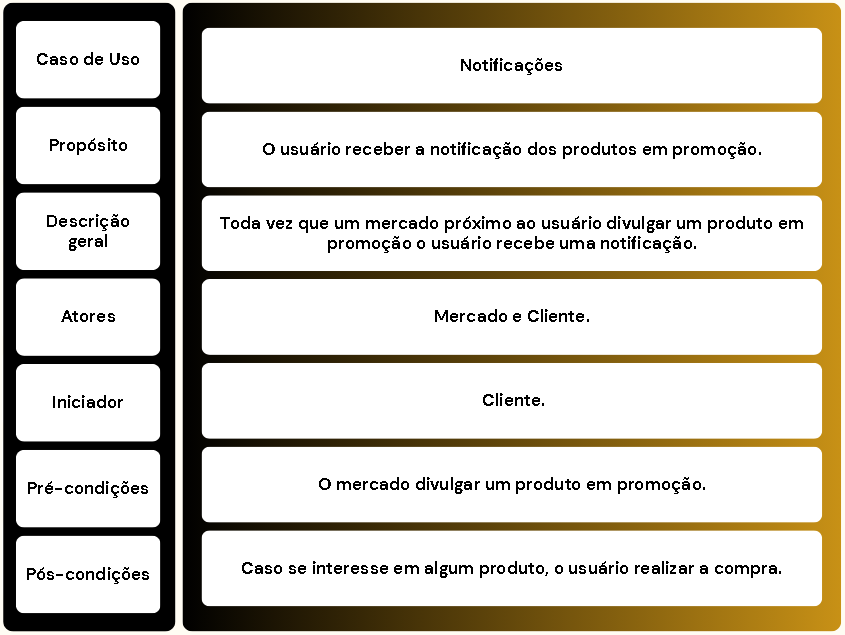 Caso de Uso
Notificações
Propósito
O usuário receber a notificação dos produtos em promoção.
Descrição
geral
Toda vez que um mercado próximo ao usuário divulgar um produto em
promoção o usuário recebe uma notificação.
Atores
Mercado e Cliente.
Iniciador
Cliente.
Pré-condições
O mercado divulgar um produto em promoção.
Pós-condições
Caso se interesse em algum produto, o usuário realizar a compra.